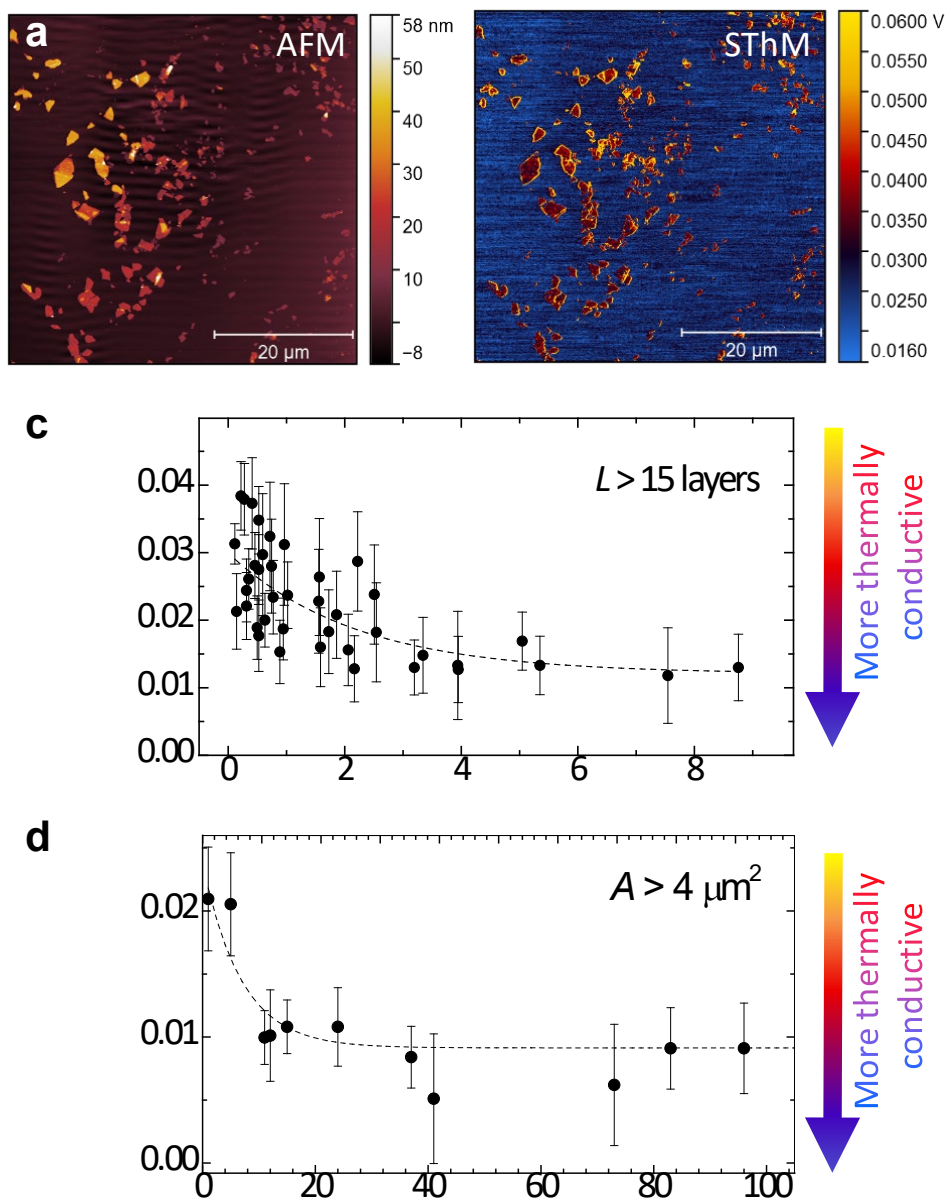 a
AFM
58 nm
50
40
30
20
10
–8
20 μm
SThM
0.0600 V
0.0550
0.0500
0.0450
0.0400
0.0350
0.0300
0.0250
0.0160
20 μm
c
0.04
0.03
0.02
0.01
0.00
0
2
4
6
8
L > 15 layers
More thermally
conductive
d
0.02
0.01
0.00
0
20
40
60
80
100
A > 4 μm²
More thermally
conductive